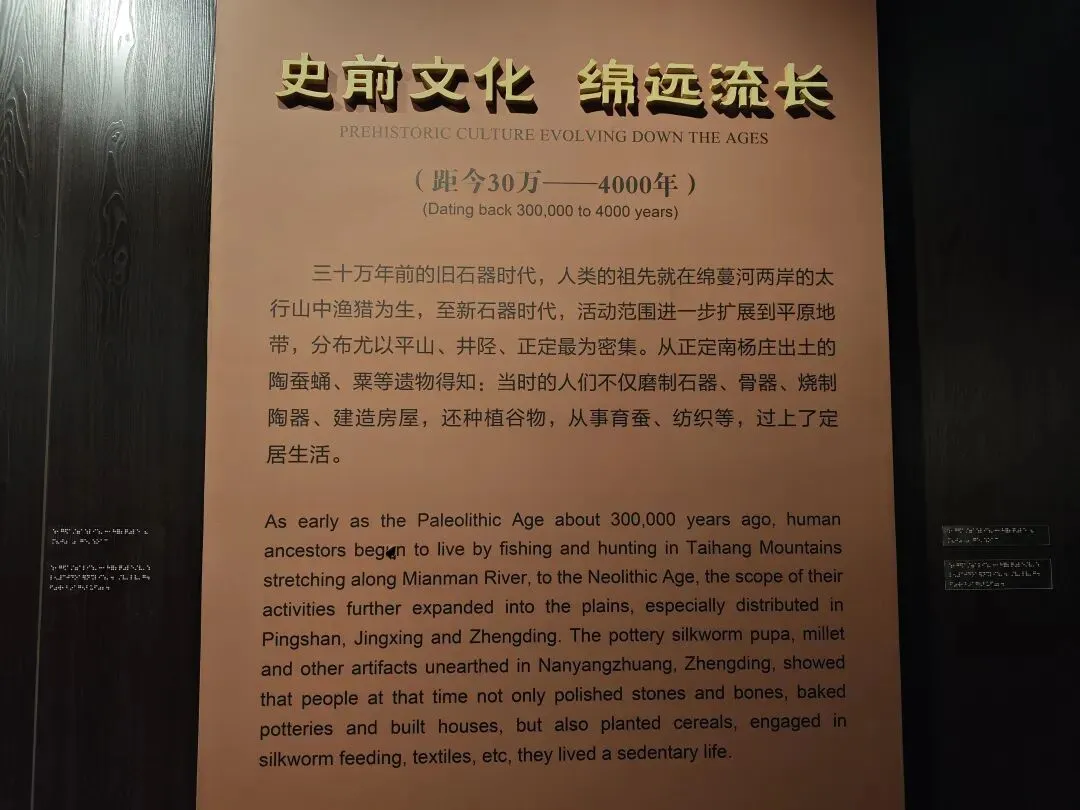 史前文化 绵远流长
PREHISTORIC CULTURE EVOLVING DOWN THE AGES
（距今30万——4000年）
(Dating back 300,000 to 4000 years)
三十万年前的旧石器时代，人类的祖先就在绵蔓河两岸的太
行山中渔猎为生，至新石器时代，活动范围进一步扩展到平原地
带，分布尤以平山、井陉、正定最为密集。从正定南杨庄出土的
陶蚕蛹、粟等遗物得知：当时的人们不仅磨制石器、骨器、烧制
陶器、建造房屋，还种植谷物，从事育蚕、纺织等，过上了定
居生活。
As early as the Paleolithic Age about 300,000 years ago, human
ancestors began to live by fishing and hunting in Taihang Mountains
stretching along Mianman River, to the Neolithic Age, the scope of their
activities further expanded into the plains, especially distributed in
Pingshan, Jingxing and Zhengding. The pottery silkworm pupa, millet
and other artifacts unearthed in Nanyangzhuang, Zhengding, showed
that people at that time not only polished stones and bones, baked
potteries and built houses, but also planted cereals, engaged in
silkworm feeding, textiles, etc, they lived a sedentary life.